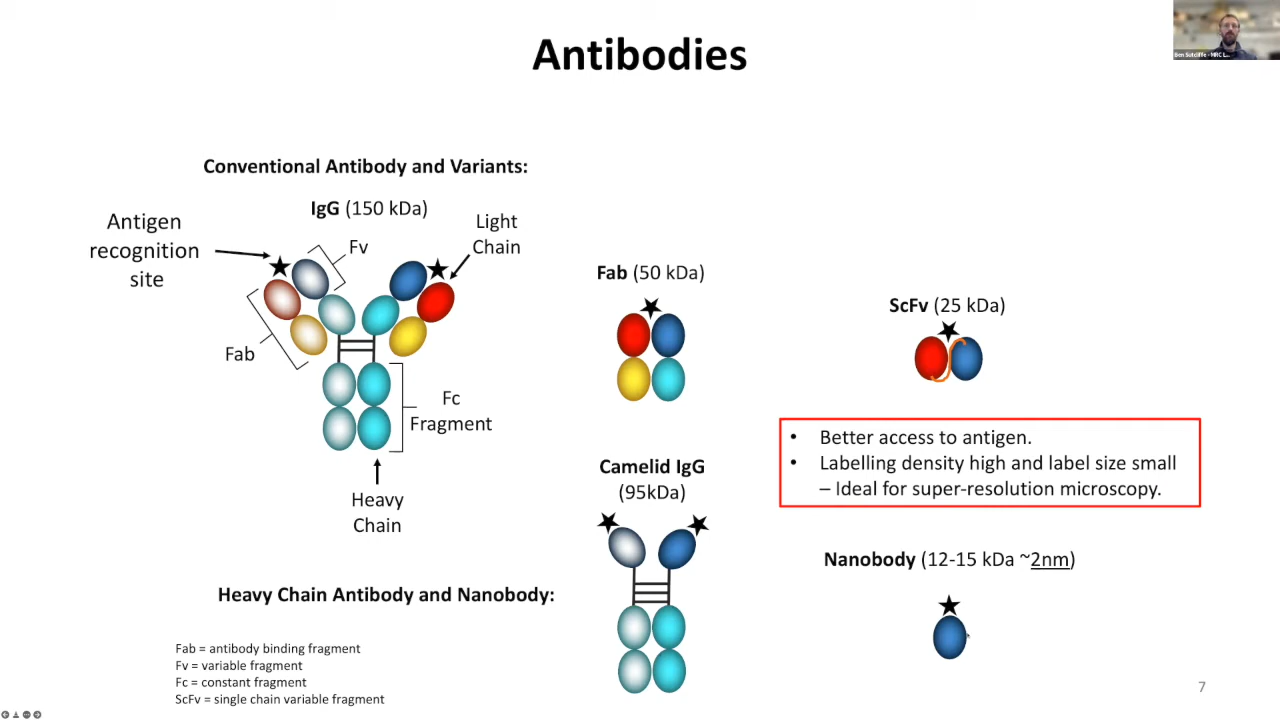 Antibodies
Ben Sutcliffe - MRC L...
Conventional Antibody and Variants:
IgG (150 kDa)
Antigen
recognition
site
Fv
Light
Chain
Fab
Fc
Fragment
Heavy
Chain
Fab (50 kDa)
ScFv (25 kDa)
• Better access to antigen.
• Labelling density high and label size small
– Ideal for super-resolution microscopy.
Camelid IgG
(95kDa)
Nanobody (12-15 kDa ~2nm)
Heavy Chain Antibody and Nanobody:
Fab = antibody binding fragment
Fv = variable fragment
Fc = constant fragment
ScFv = single chain variable fragment
7